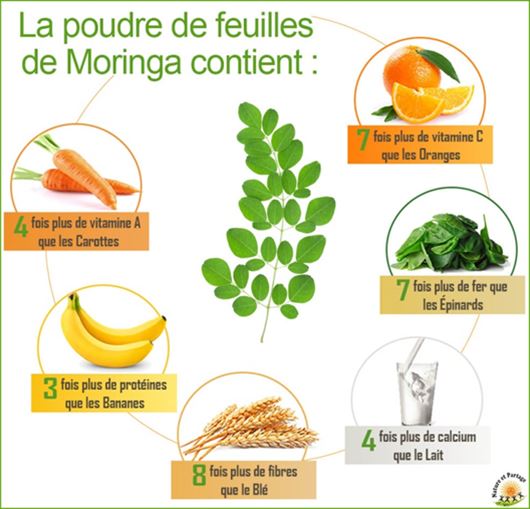 La poudre de feuilles
de Moringa contient :
7 fois plus de vitamine C
que les Oranges
4 fois plus de vitamine A
que les Carottes
7 fois plus de fer que
les Épinards
3 fois plus de protéines
que les Bananes
4 fois plus de calcium
que le Lait
8 fois plus de fibres
que le Blé
Nature et Partage